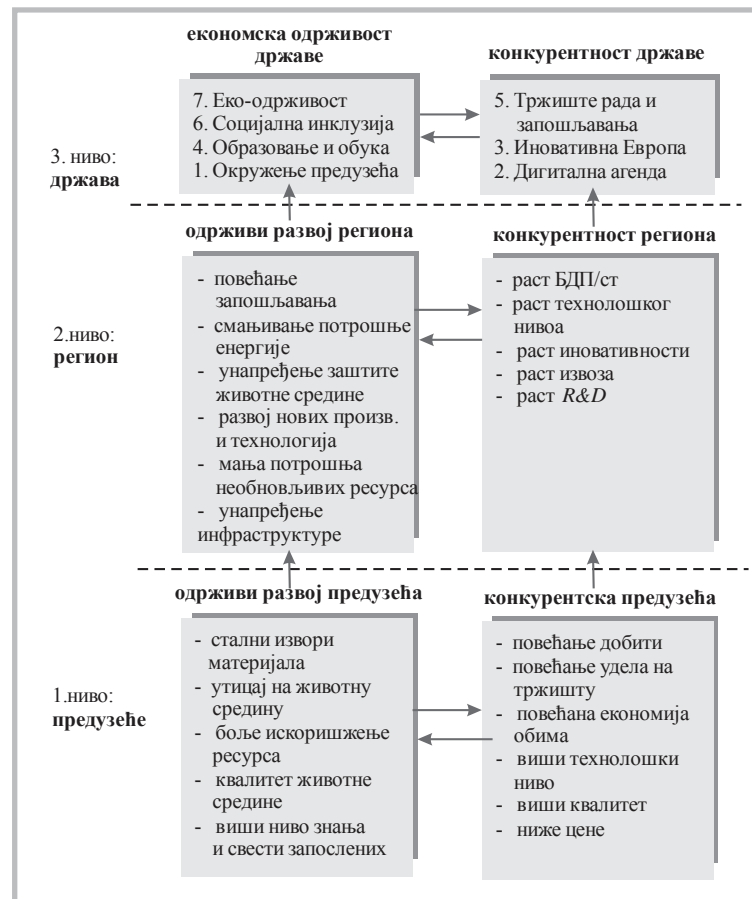 економска одрживост
државе
конкурентност државе
7. Еко-одрживост
6. Социјална инклузија
4. Образовање и обука
1. Окружење предузећа
5. Тржиште рада и
запошљавања
3. Иновативна Европа
2. Дигитална агенда
3. ниво:
држава
одрживи развој региона
конкурентност региона
- повећање
запошљавања
- смањивање потрошње
енергије
- унапређење заштите
животне средине
- развој нових произв.
и технологија
- мања потрошња
необновљивих ресурса
- унапређење
инфраструктуре
- раст БДП/ст
- раст технолошког
нивоа
- раст иновативности
- раст извоза
- раст R&D
2.ниво:
регион
одрживи развој предузећа
конкурентска предузећа
- стални извори
материјала
- утицај на животну
средину
- боље искоришжење
ресурса
- квалитет животне
средине
- виши ниво знања
и свести запослених
- повећање добити
- повећање удела на
тржишту
- повећана економија
обима
- виши технолошки
ниво
- виши квалитет
- ниже цене
1.ниво:
предузеће